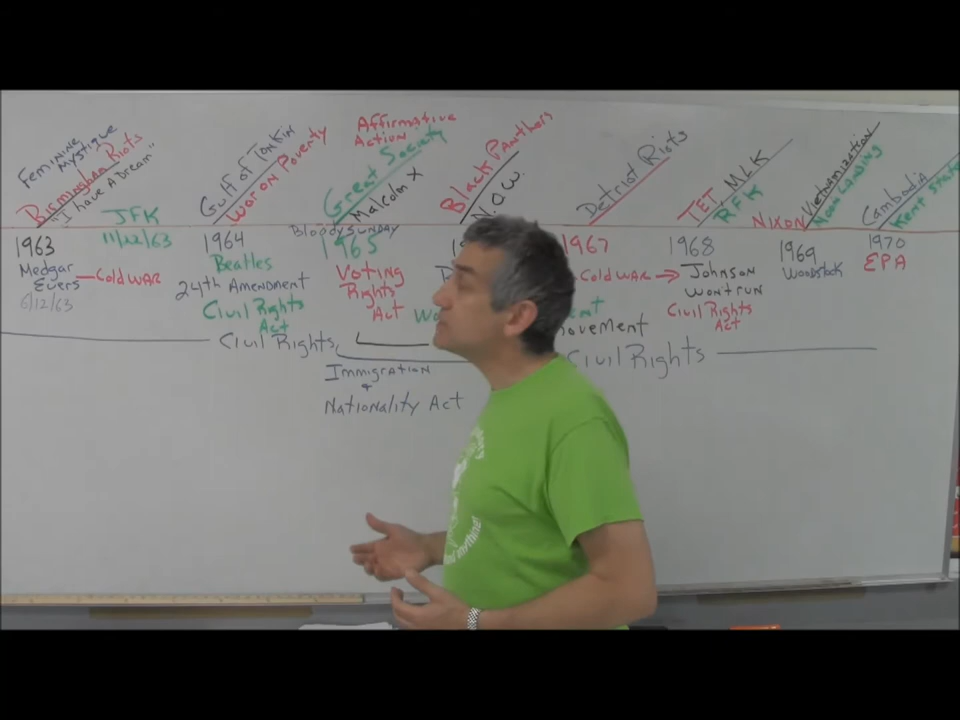 Feminine
Mystique
Birmingham Riots
"I have A Dream"
JFK
Gulf of Tonkin
War on Poverty
Affirmative
Action
Great Society
Malcolm X
Bloody Sunday
Black Panthers
N.O.W.
Detriot Riots
TET MLK
RFK
Nixon
Vietnamization
Moon Landing
Cambodia
Kent State
1963
11/22/63
1964
1965
1967
1968
1969
1970
Medgar
Evers
6/12/63
Cold War
Beatles
24th Amendment
Civil Rights
Act
Voting
Rights
Act
Cold War
Johnson
Won't run
Civil Rights
Act
Woodstock
EPA
ovement
Civil Rights
Civil Rights
Immigration
&
Nationality Act